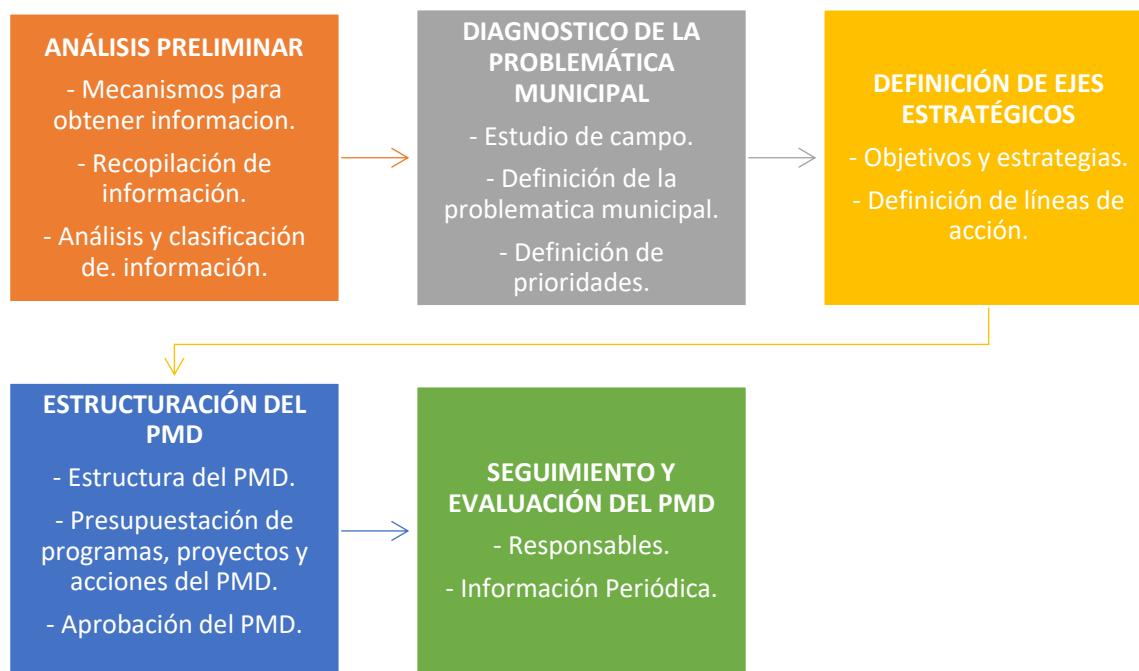 ANÁLISIS PRELIMINAR
- Mecanismos para
obtener informacion.
- Recopilación de
información.
- Análisis y clasificación
de. información.
DIAGNOSTICO DE LA
PROBLEMÁTICA
MUNICIPAL
- Estudio de campo.
- Definición de la
problematica municipal.
- Definición de
prioridades.
DEFINICIÓN DE EJES
ESTRATÉGICOS
- Objetivos y estrategias.
- Definición de líneas de
acción.
ESTRUCTURACIÓN DEL
PMD
- Estructura del PMD.
- Presupuestación de
programas, proyectos y
acciones del PMD.
- Aprobación del PMD.
SEGUIMIENTO Y
EVALUACIÓN DEL PMD
- Responsables.
- Información Periódica.